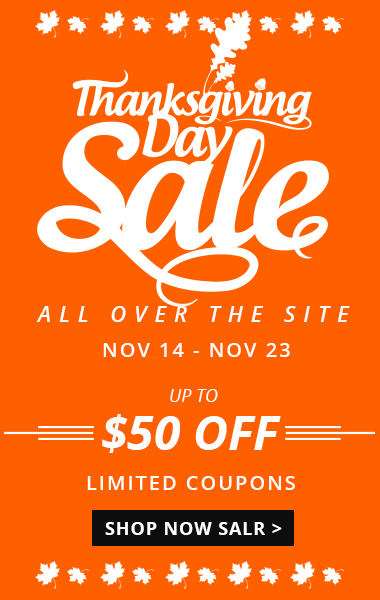 Thanksgiving
Day
Sale
ALL OVER THE SITE
NOV 14 - NOV 23
UP TO
$50 OFF
LIMITED COUPONS
SHOP NOW SALR >